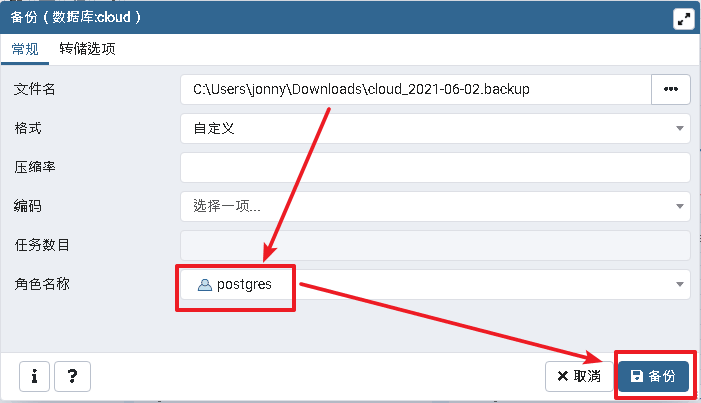 备份（数据库:cloud）
常规 转储选项
文件名 C:\Users\jonny\Downloads\cloud_2021-06-02.backup •••
格式 自定义
压缩率
编码 选择一项...
任务数目
角色名称 postgres
i ? ✕ 取消 备份